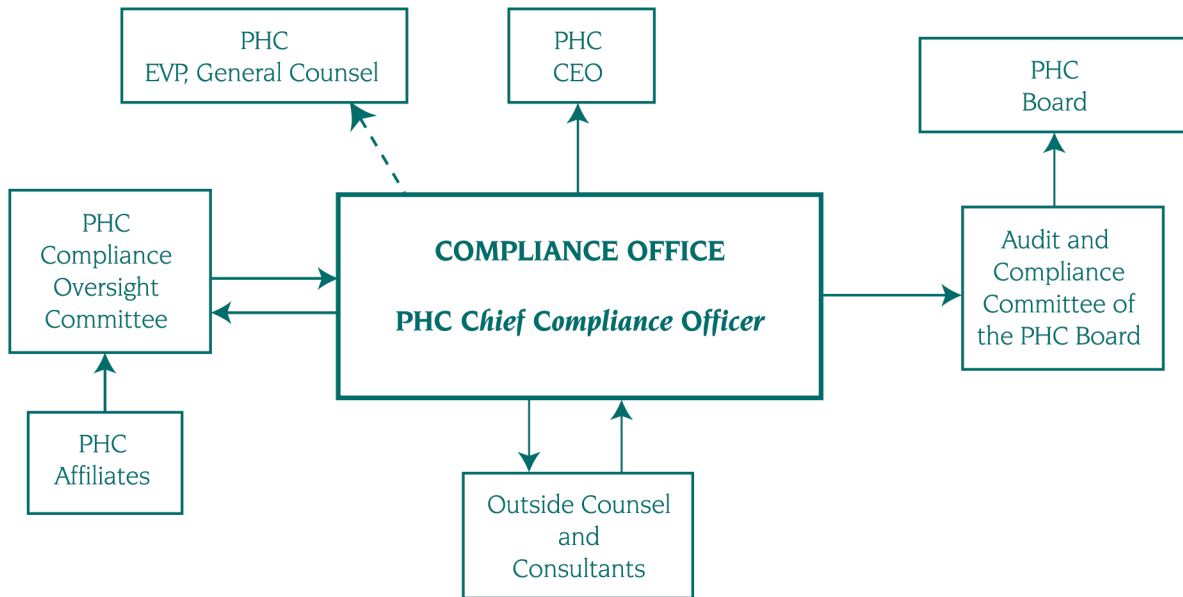 PHC
EVP, General Counsel
PHC
CEO
PHC
Board
PHC
Compliance
Oversight
Committee
COMPLIANCE OFFICE
PHC Chief Compliance Officer
Audit and
Compliance
Committee of
the PHC Board
PHC
Affiliates
Outside Counsel
and
Consultants